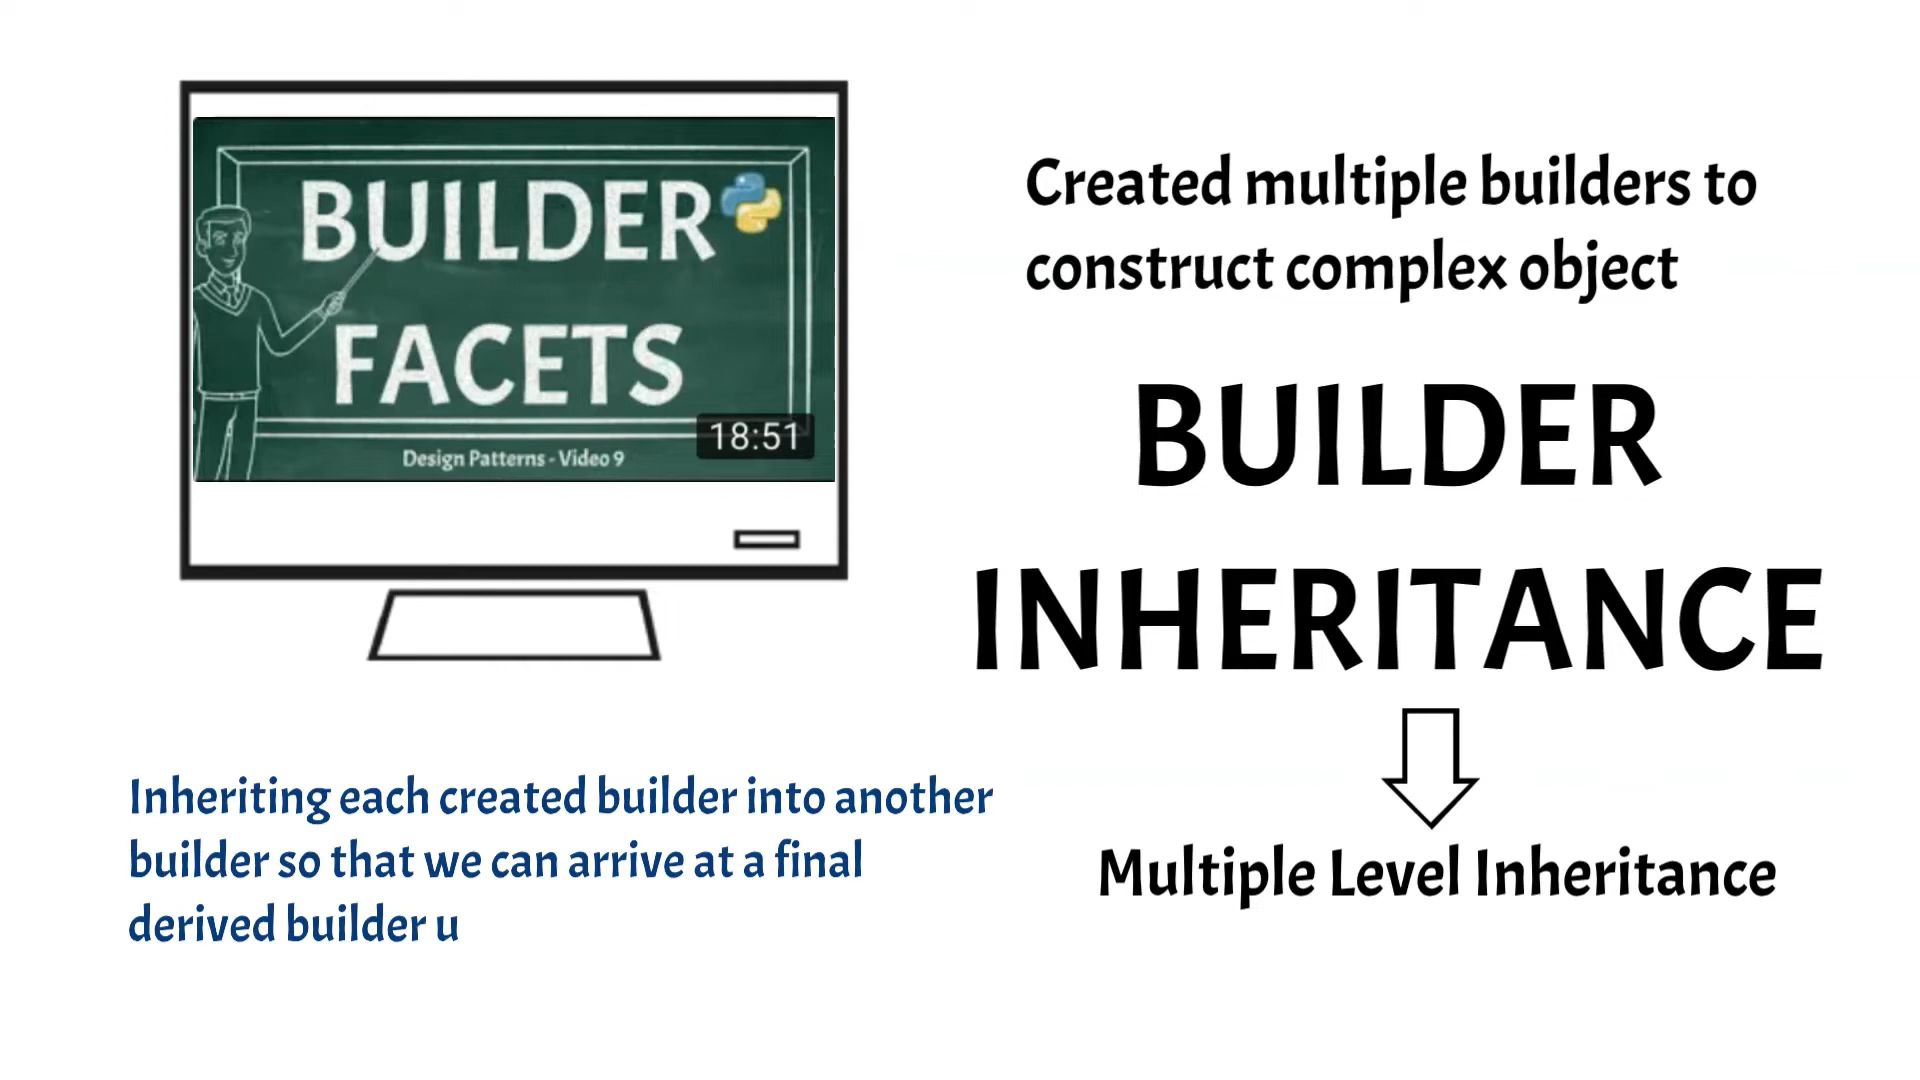 BUILDER
FACETS
18:51
Design Patterns - Video 9
Created multiple builders to
construct complex object
BUILDER
INHERITANCE
Multiple Level Inheritance
Inheriting each created builder into another
builder so that we can arrive at a final
derived builder u